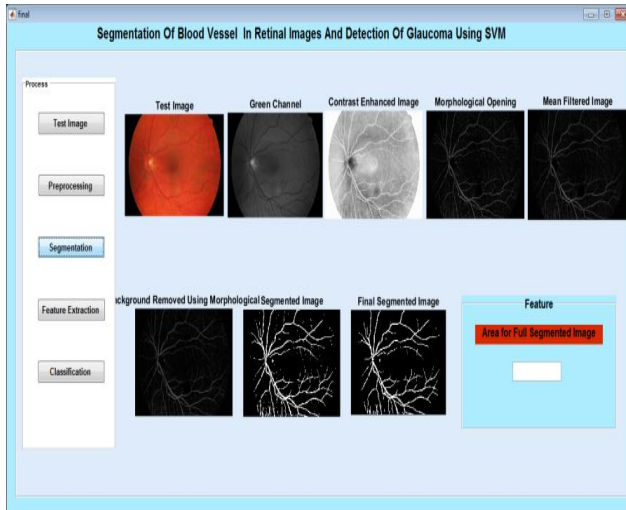 final
Segmentation Of Blood Vessel In Retinal Images And Detection Of Glaucoma Using SVM
Process
Test Image
Preprocessing
Segmentation
Feature Extraction
Classification
Test Image
Green Channel
Contrast Enhanced Image
Morphological Opening
Mean Filtered Image
ackground Removed Using Morphological
Segmented Image
Final Segmented Image
Feature
Area for Full Segmented Image